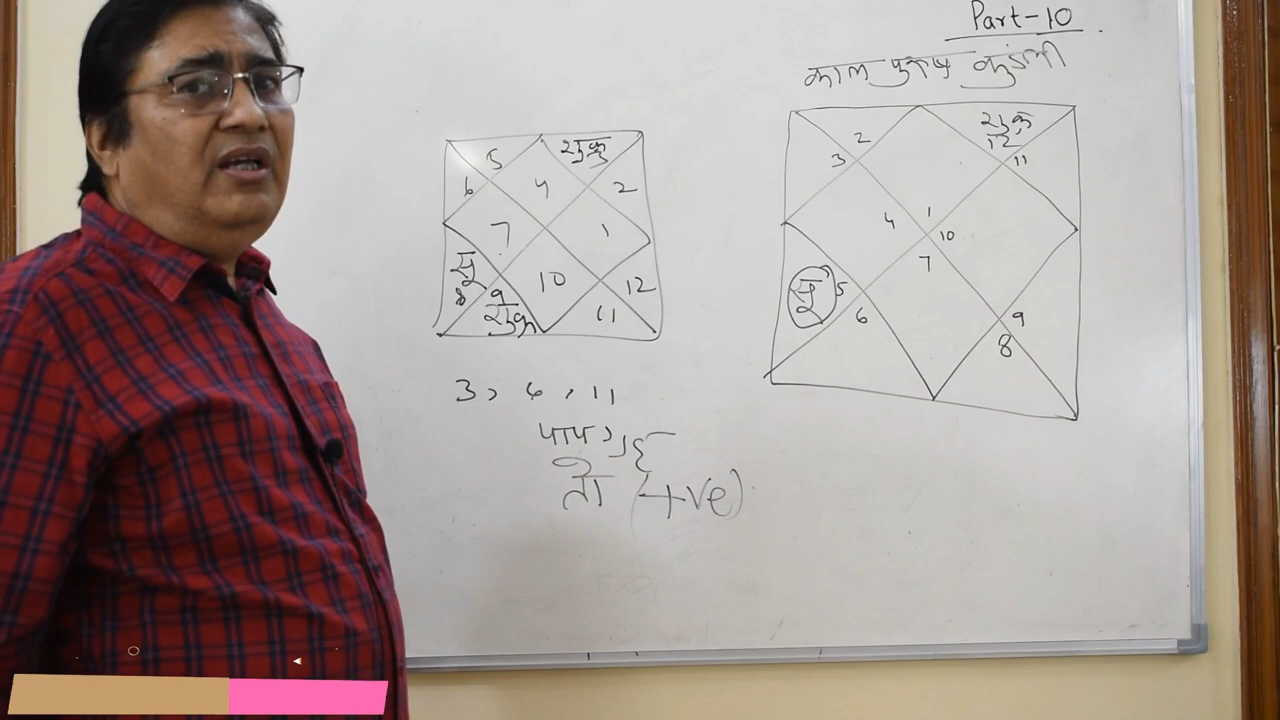 Part-10
काल पुरुष कुंडली
5 शुक्र
6 4 2
7 1
सू 10 12
8 9 11
शुक्र
3, 6, 11
पाप ग्रह
तो (+ve)
शुक्र
2 12
3 11
4 1
10
7
सू 5
6 9
8